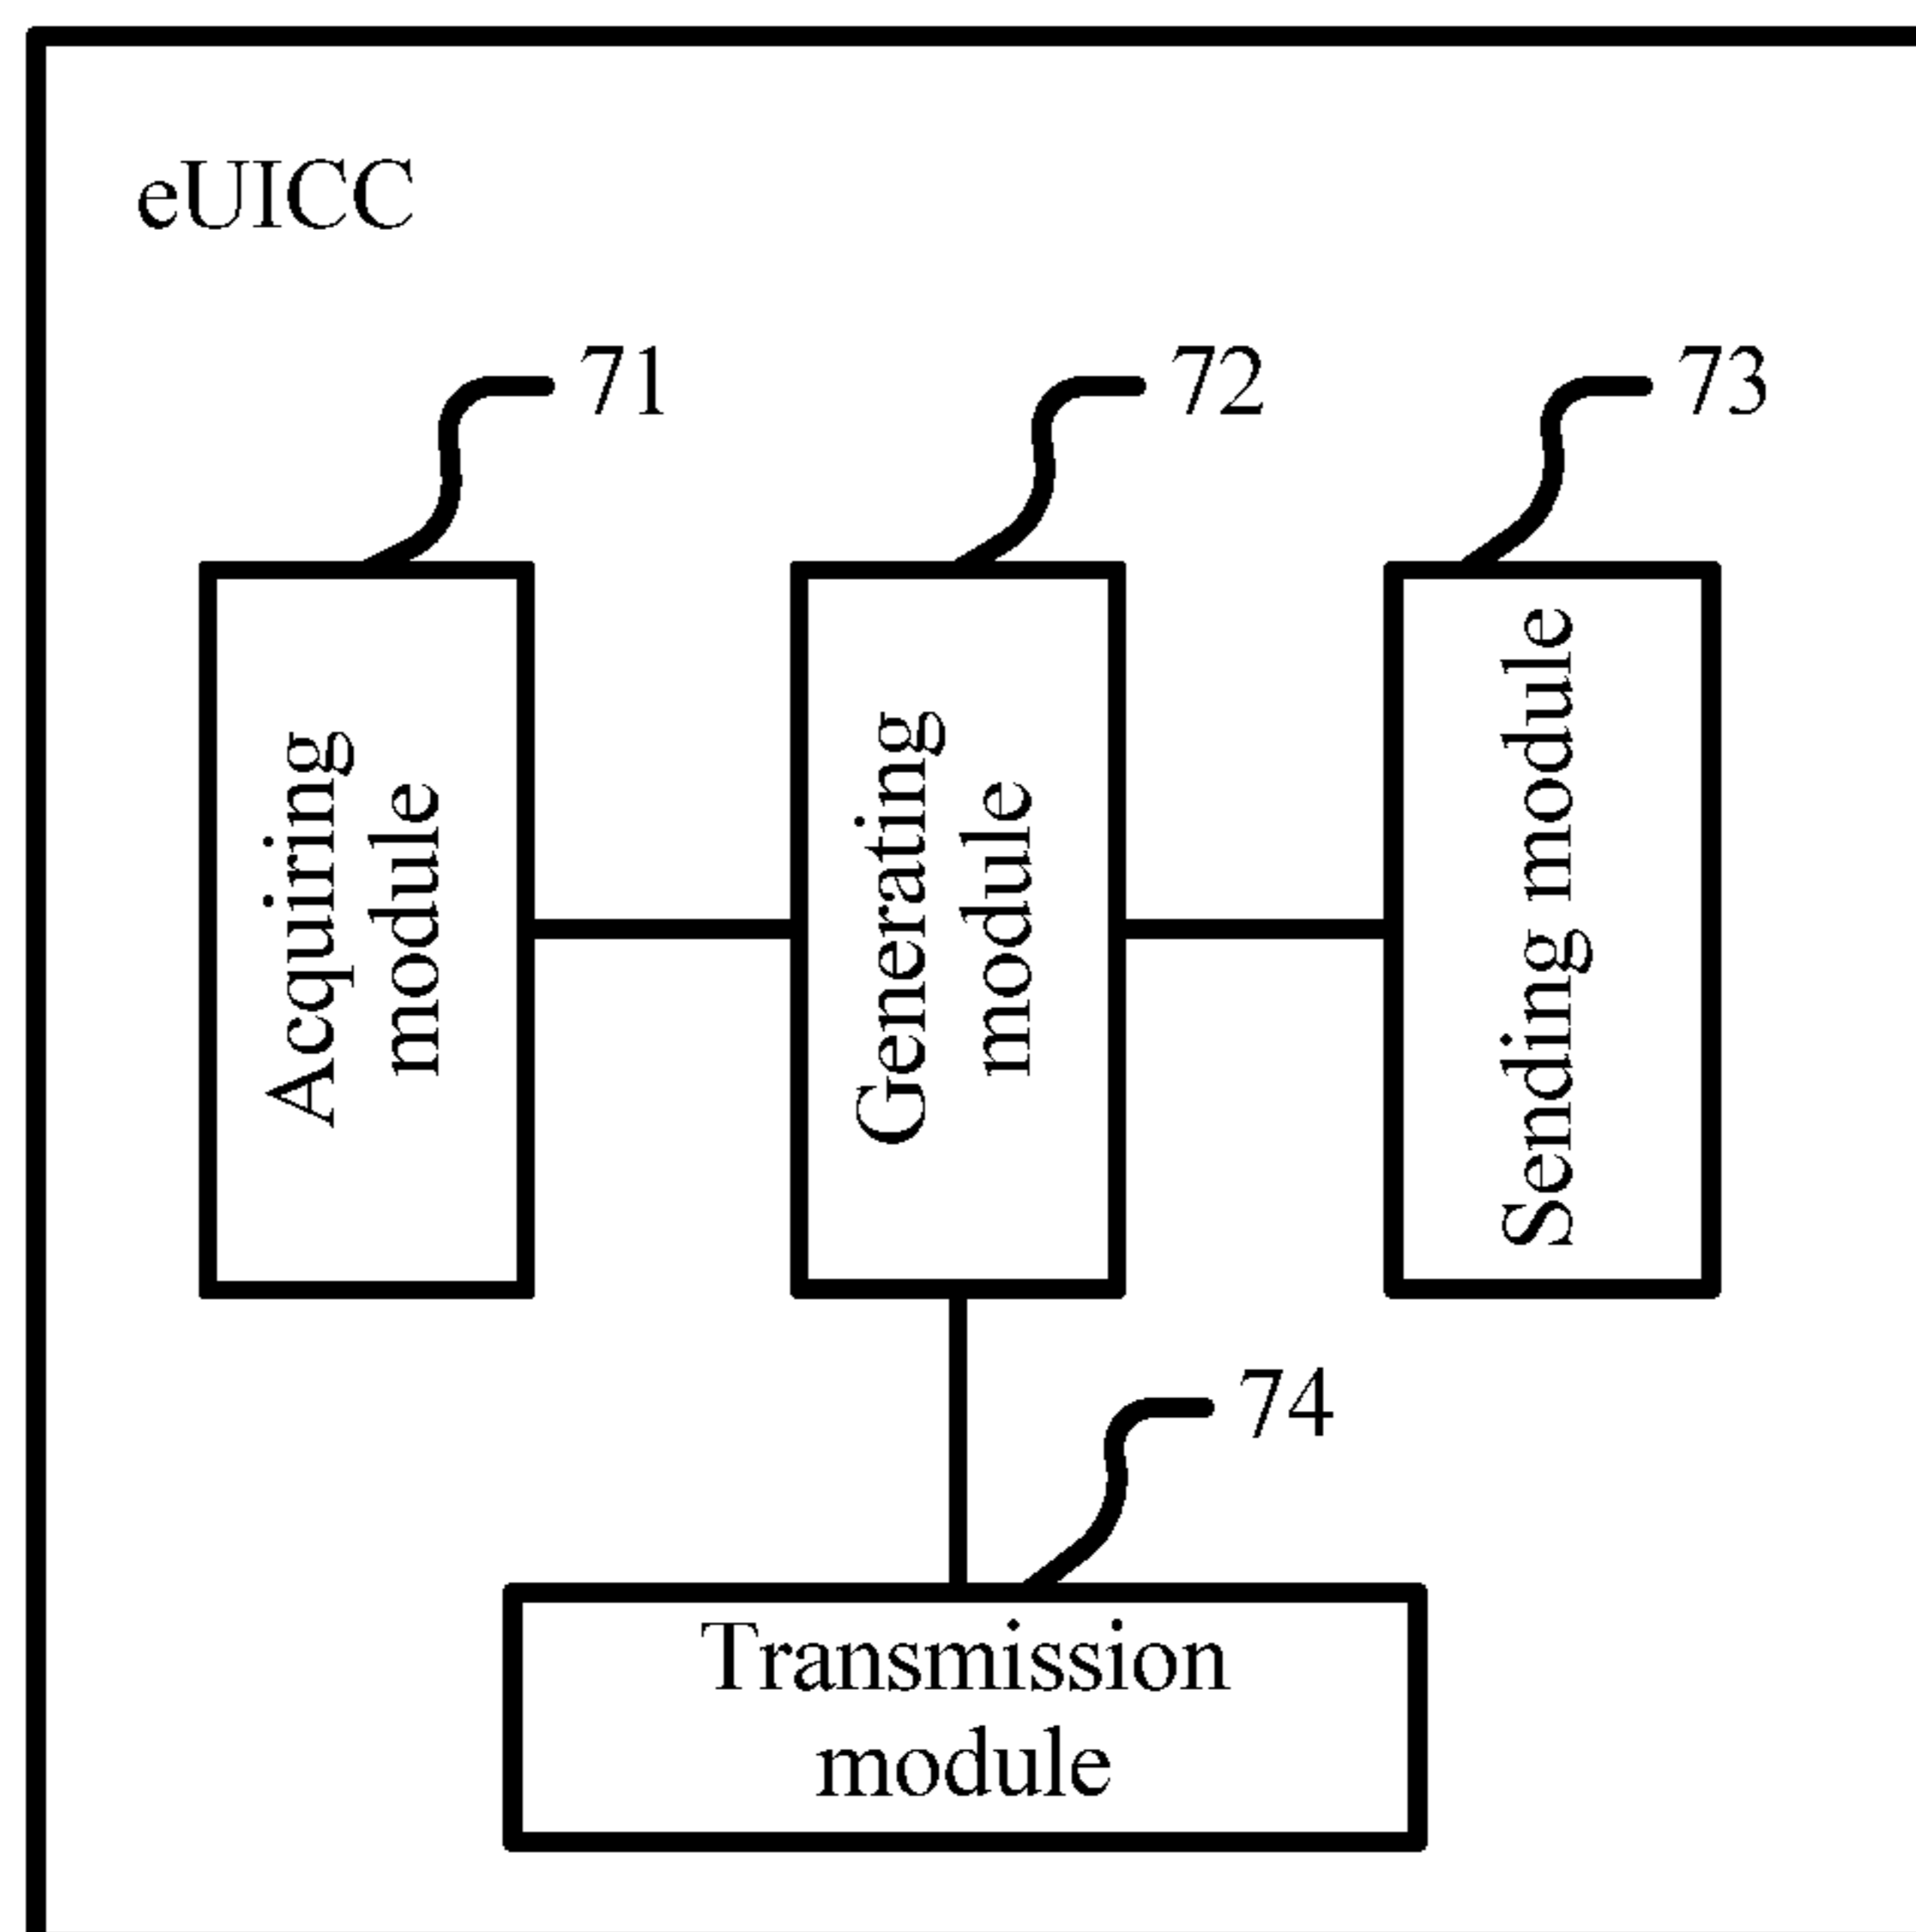 eUICC
71
72
73
Acquiring
module
Generating
module
Sending module
74
Transmission
module